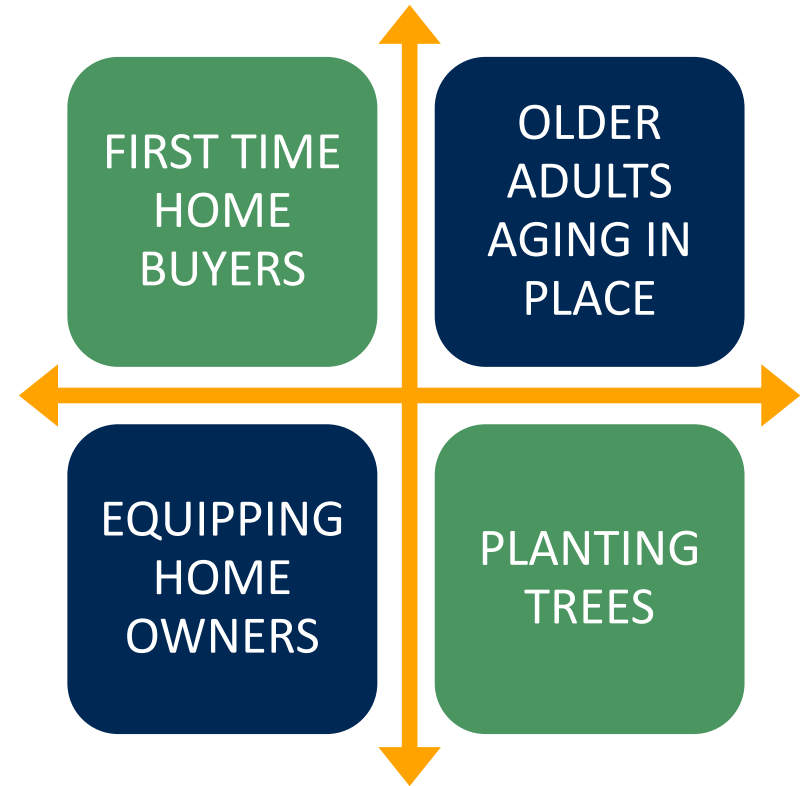 FIRST TIME
HOME
BUYERS
OLDER
ADULTS
AGING IN
PLACE
EQUIPPING
HOME
OWNERS
PLANTING
TREES